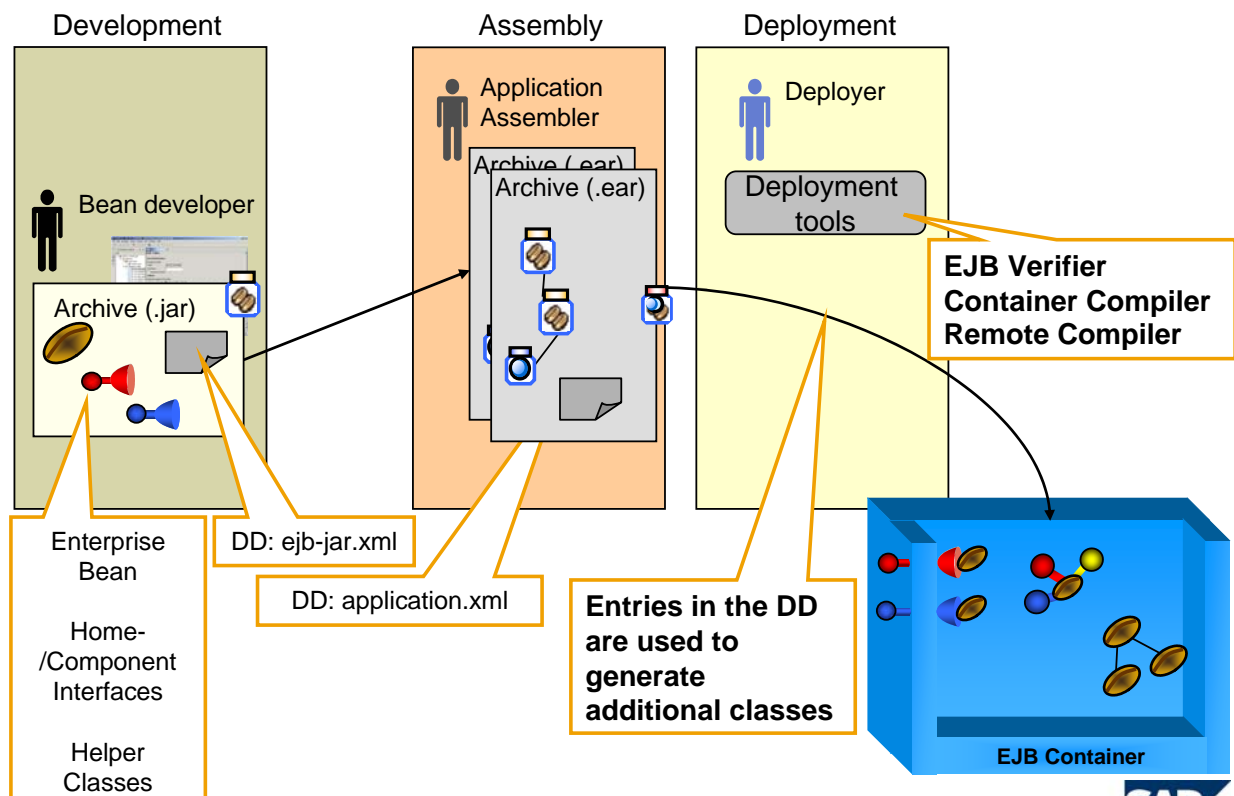 Development
Assembly
Deployment
Application
Assembler
Deployer
Archive (.ear)
Archive (.ear)
Deployment
tools
Bean developer
Archive (.jar)
EJB Verifier
Container Compiler
Remote Compiler
Enterprise
Bean
Home-
/Component
Interfaces
Helper
Classes
DD: ejb-jar.xml
DD: application.xml
Entries in the DD
are used to
generate
additional classes
EJB Container